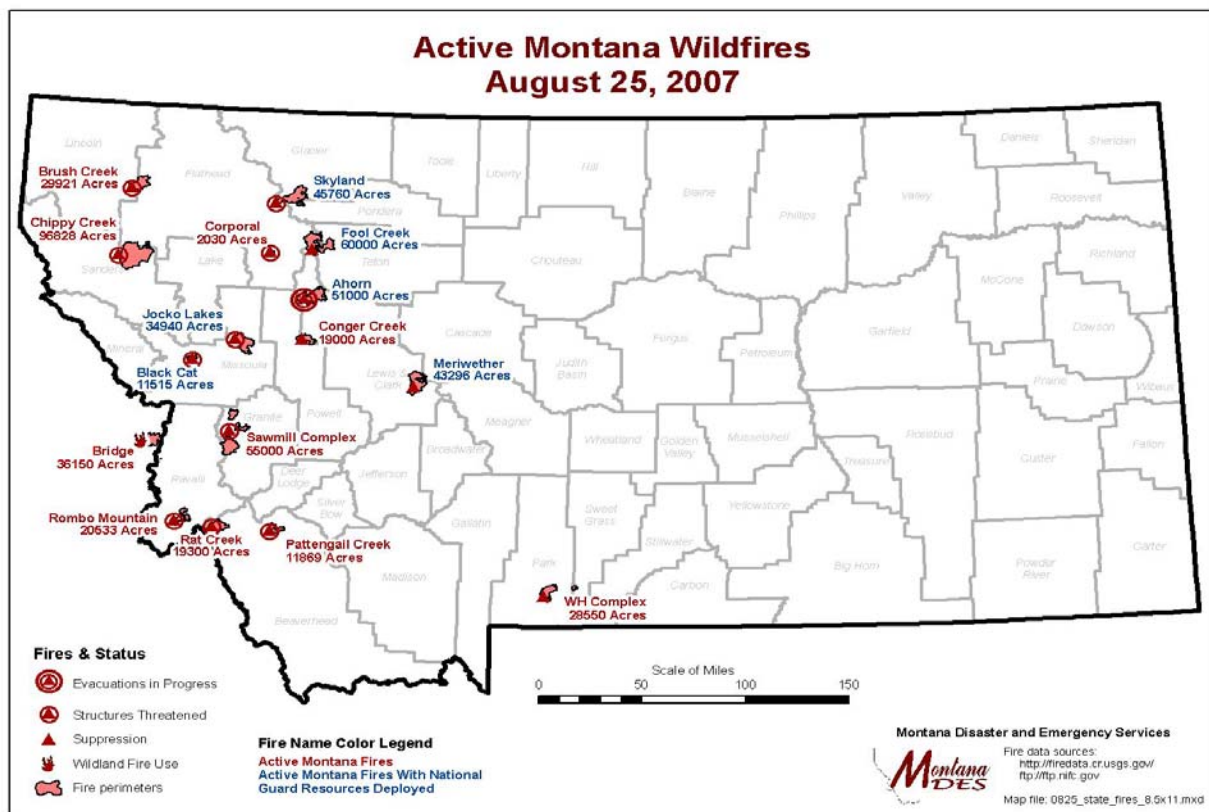 Active Montana Wildfires
August 25, 2007
Lincoln
Flathead
Glacier
Toole
Liberty
Hill
Blaine
Phillips
Valley
Daniels
Sheridan
Roosevelt
Brush Creek
29921 Acres
Skyland
45760 Acres
Pondera
Chippy Creek
96828 Acres
Corporal
2030 Acres
Fool Creek
60000 Acres
Sanders
Lake
Teton
Chouteau
Richland
McCone
Ahorn
51000 Acres
Jocko Lakes
34940 Acres
Conger Creek
19000 Acres
Cascade
Fergus
Garfield
Dawson
Mineral
Missoula
Black Cat
11515 Acres
Lewis &
Clark
Meriwether
43296 Acres
Judith
Basin
Petroleum
Prairie
Wibaux
Granite
Powell
Meagher
Wheatland
Golden
Valley
Musselshell
Rosebud
Custer
Fallon
Bridge
36150 Acres
Sawmill Complex
55000 Acres
Broadwater
Treasure
Ravalli
Deer
Lodge
Jefferson
Silver
Bow
Gallatin
Sweet
Grass
Yellowstone
Rombo Mountain
20533 Acres
Rat Creek
19300 Acres
Pattengail Creek
11869 Acres
Stillwater
Madison
Park
Carbon
Big Horn
Powdur
River
Carter
WH Complex
28550 Acres
Beaverhead
Fires & Status
Evacuations in Progress
Structures Threatened
Suppression
Wildland Fire Use
Fire perimeters
Fire Name Color Legend
Active Montana Fires
Active Montana Fires With National
Guard Resources Deployed
Scale of Miles
0 50 100 150
Montana Disaster and Emergency Services
Montana
DES
Fire data sources:
http://firedata.cr.usgs.gov/
ftp://ftp.nifc.gov
Map file: 0825_state_fires_8.5x11.mxd